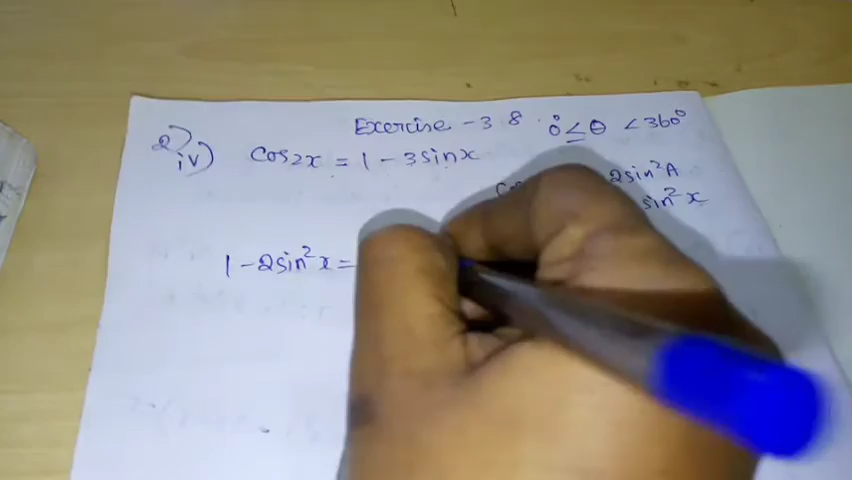 Exercise - 3.8. 0° ≤ θ < 360°
2) iv) cos2x = 1 - 3sinx
2sin²A
sin²x
1 - 2sin²x =